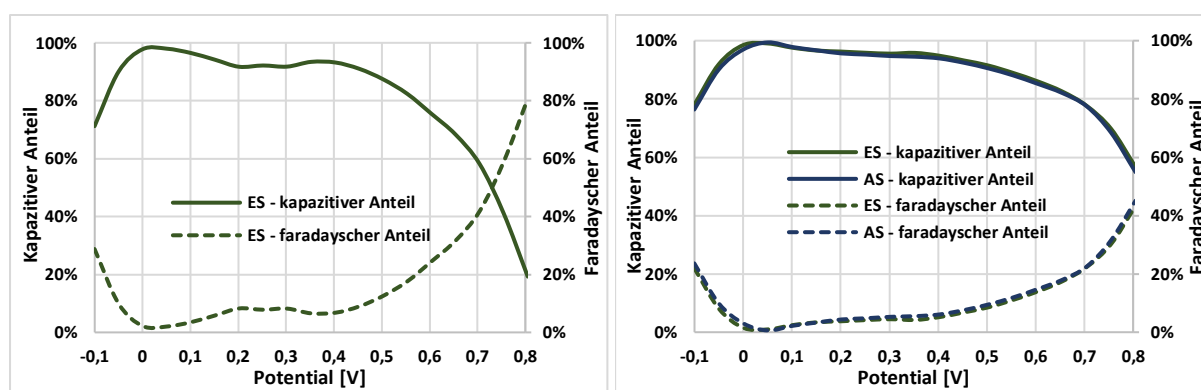 100%
80%
60%
40%
20%
0%
Kapazitiver Anteil
ES - kapazitiver Anteil
ES - faradayscher Anteil
100%
80%
60%
40%
20%
0%
Faradayscher Anteil
-0,1 0 0,1 0,2 0,3 0,4 0,5 0,6 0,7 0,8
Potential [V]
100%
80%
60%
40%
20%
0%
Kapazitiver Anteil
ES - kapazitiver Anteil
AS - kapazitiver Anteil
ES - faradayscher Anteil
AS - faradayscher Anteil
100%
80%
60%
40%
20%
0%
Faradayscher Anteil
-0,1 0 0,1 0,2 0,3 0,4 0,5 0,6 0,7 0,8
Potential [V]